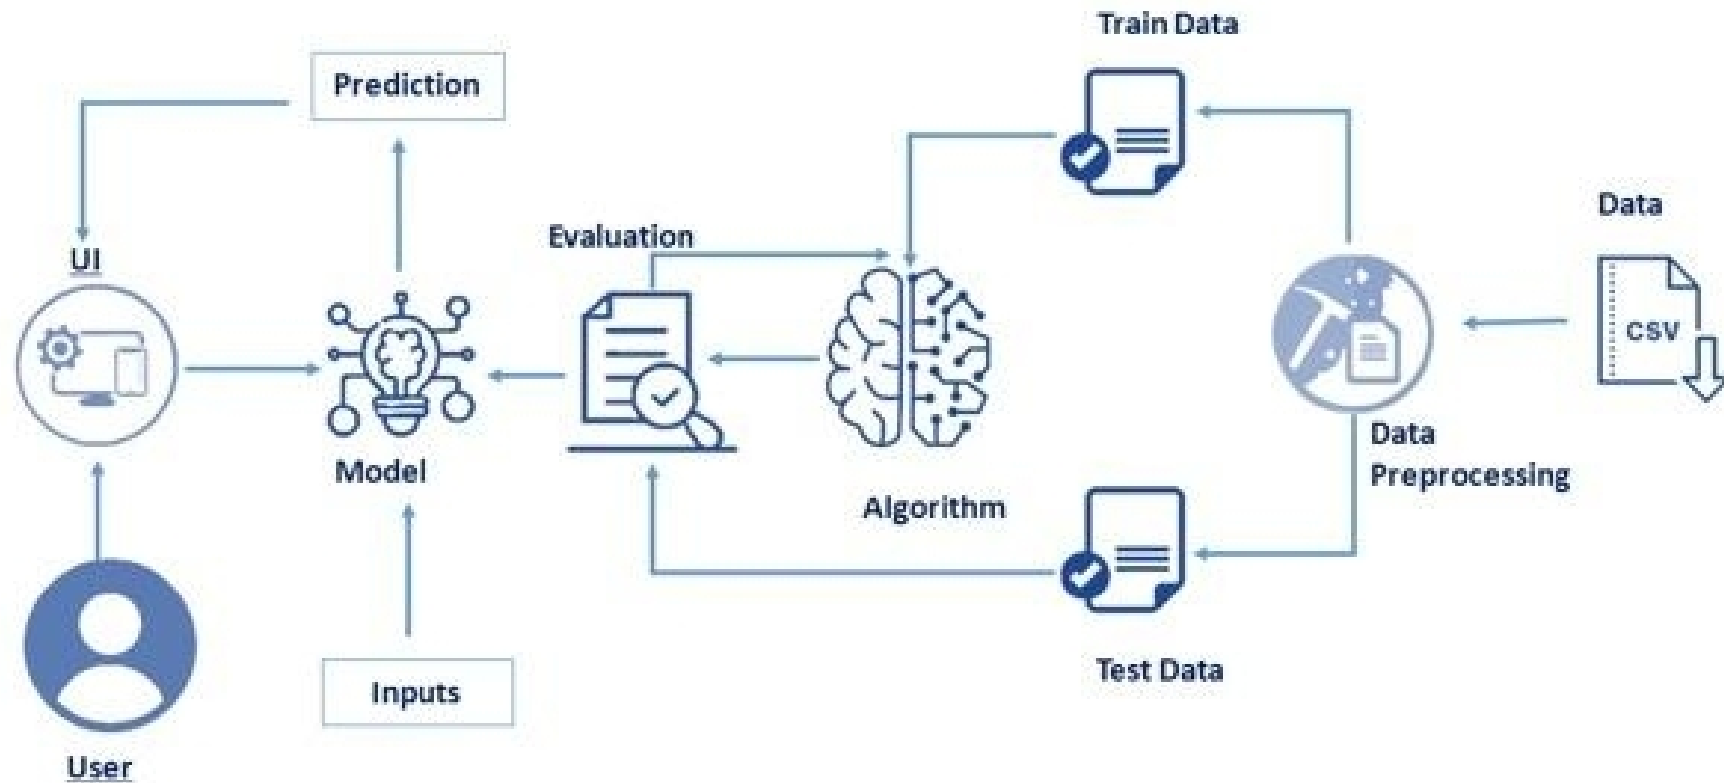 Train Data
Prediction
Data
Evaluation
UI
CSV
Data
Preprocessing
Model
Algorithm
Test Data
Inputs
User